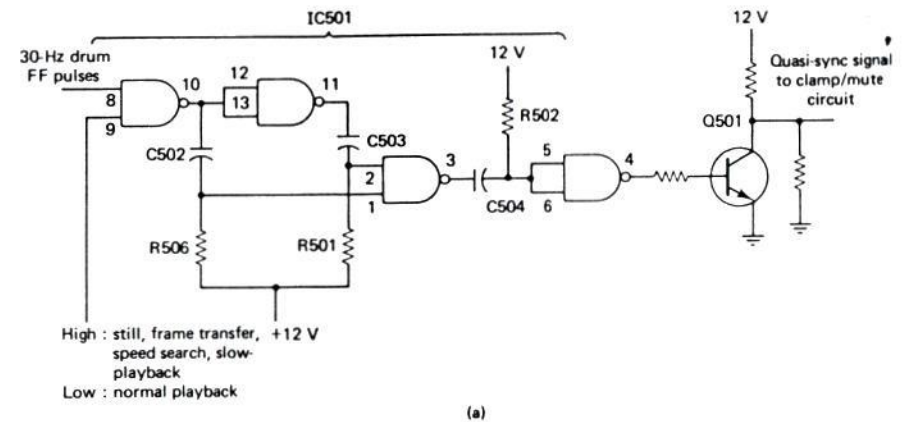 IC501
30-Hz drum
FF pulses
8
9
10
12
13
11
C502
C503
2
1
3
12 V
R502
C504
5
6
4
12 V
Q501
Quasi-sync signal
to clamp/mute
circuit
R506
R501
+12 V
High : still, frame transfer,
speed search, slow-
playback
Low : normal playback
(a)